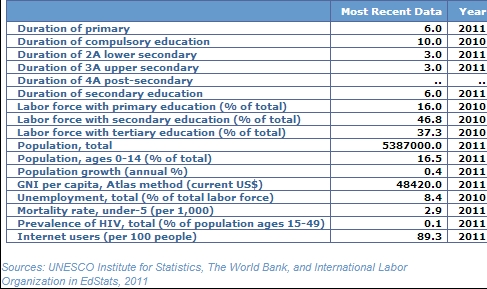 Most Recent Data Year
Duration of primary 6.0 2011
Duration of compulsory education 10.0 2010
Duration of 2A lower secondary 3.0 2011
Duration of 3A upper secondary 3.0 2011
Duration of 4A post-secondary .. ..
Duration of secondary education 6.0 2011
Labor force with primary education (% of total) 16.0 2010
Labor force with secondary education (% of total) 46.8 2010
Labor force with tertiary education (% of total) 37.3 2010
Population, total 5387000.0 2011
Population, ages 0-14 (% of total) 16.5 2011
Population growth (annual %) 0.4 2011
GNI per capita, Atlas method (current US$) 48420.0 2011
Unemployment, total (% of total labor force) 8.4 2010
Mortality rate, under-5 (per 1,000) 2.9 2011
Prevalence of HIV, total (% of population ages 15-49) 0.1 2011
Internet users (per 100 people) 89.3 2011
Sources: UNESCO Institute for Statistics, The World Bank, and International Labor
Organization in EdStats, 2011